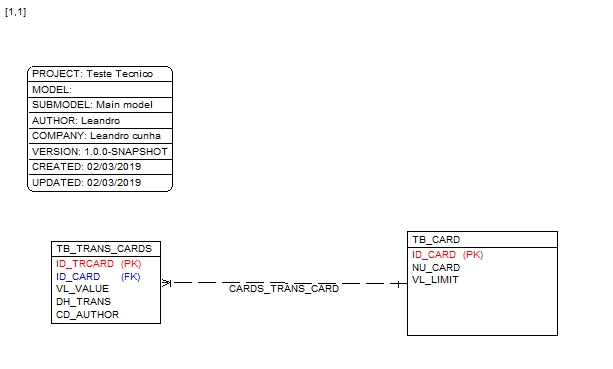 [1,1]
PROJECT: Teste Tecnico
MODEL:
SUBMODEL: Main model
AUTHOR: Leandro
COMPANY: Leandro cunha
VERSION: 1.0.0-SNAPSHOT
CREATED: 02/03/2019
UPDATED: 02/03/2019
TB_TRANS_CARDS
ID_TRCARD (PK)
ID_CARD (FK)
VL_VALUE
DH_TRANS
CD_AUTHOR
CARDS_TRANS_CARD
TB_CARD
ID_CARD (PK)
NU_CARD
VL_LIMIT